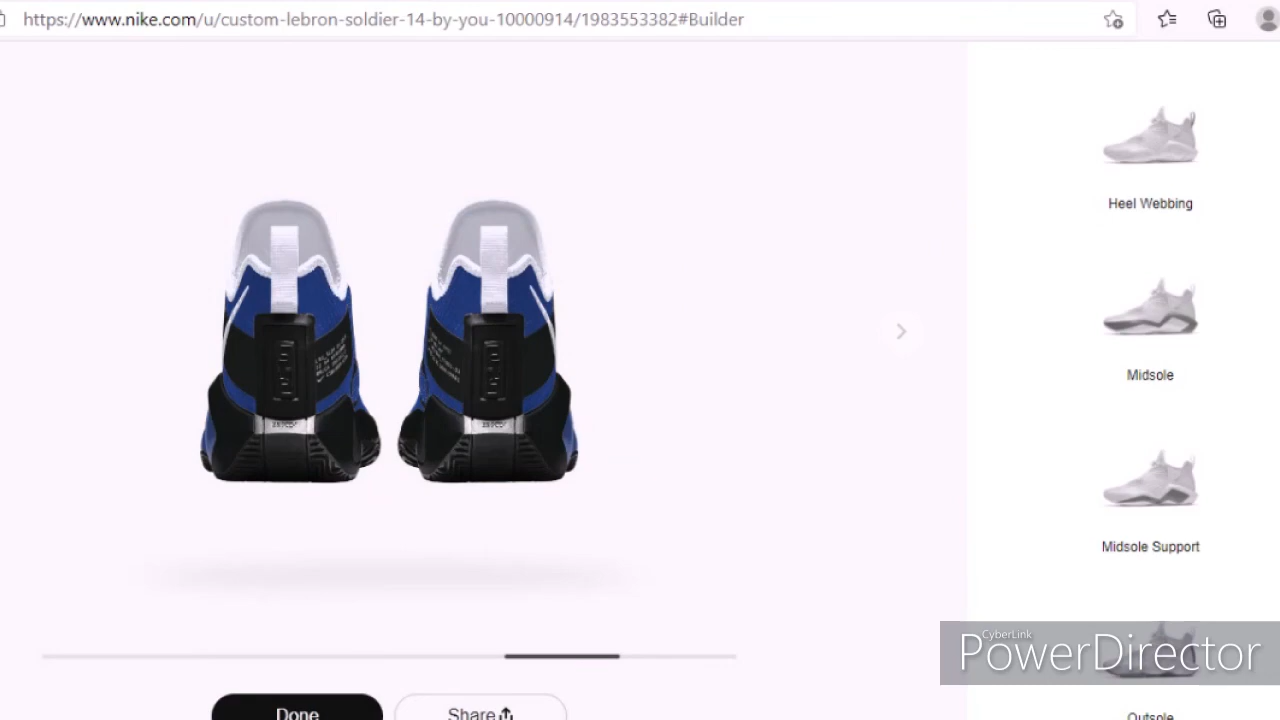 https://www.nike.com/u/custom-lebron-soldier-14-by-you-10000914/1983553382#Builder
Heel Webbing
Midsole
Midsole Support
CyberLink
PowerDirector
Outsole
Done
Share